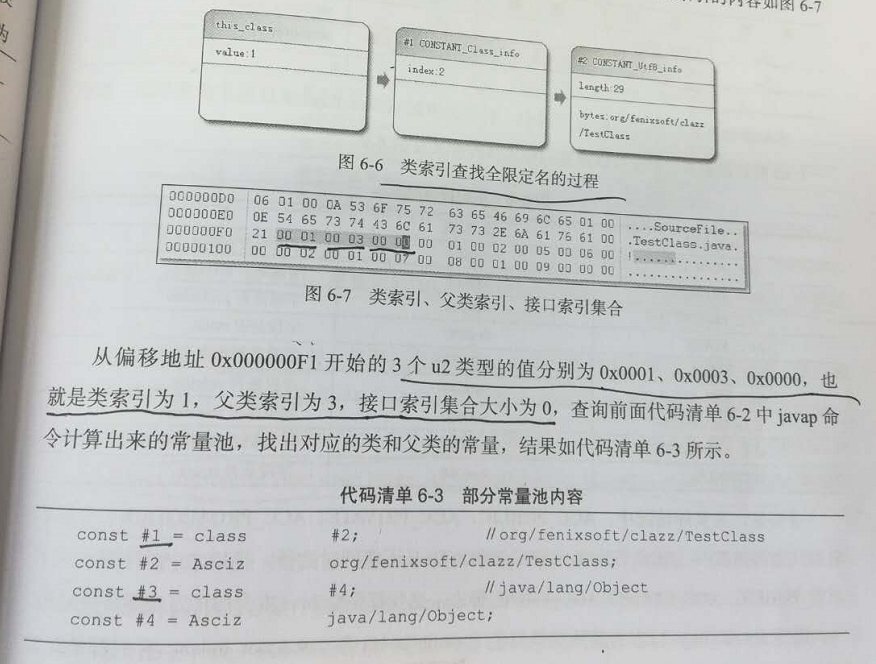 的内容如图 6-7
为
this_class
value:1
#1 CONSTANT_Class_info
index:2
#2 CONSTANT_Utf8_info
length:29
bytes:org/fenixsoft/clazz
/TestClass
图 6-6 类索引查找全限定名的过程
000000D0 06 01 00 0A 53 6F 75 72 63 65 46 69 6C 65 01 00 ....SourceFile..
000000E0 0E 54 65 73 74 43 6C 61 73 73 2E 6A 61 76 61 00 .TestClass.java.
000000F0 21 00 01 00 03 00 00 00 01 00 02 00 05 00 06 00 !...............
00000100 00 00 02 00 01 00 07 00 08 00 01 00 09 00 00 00 ................
图 6-7 类索引、父类索引、接口索引集合
从偏移地址 0x000000F1 开始的 3 个 u2 类型的值分别为 0x0001、0x0003、0x0000，也
就是类索引为 1，父类索引为 3，接口索引集合大小为 0，查询前面代码清单 6-2 中 javap 命
令计算出来的常量池，找出对应的类和父类的常量，结果如代码清单 6-3 所示。
代码清单 6-3 部分常量池内容
const #1 = class #2; //org/fenixsoft/clazz/TestClass
const #2 = Asciz org/fenixsoft/clazz/TestClass;
const #3 = class #4; //java/lang/Object
const #4 = Asciz java/lang/Object;